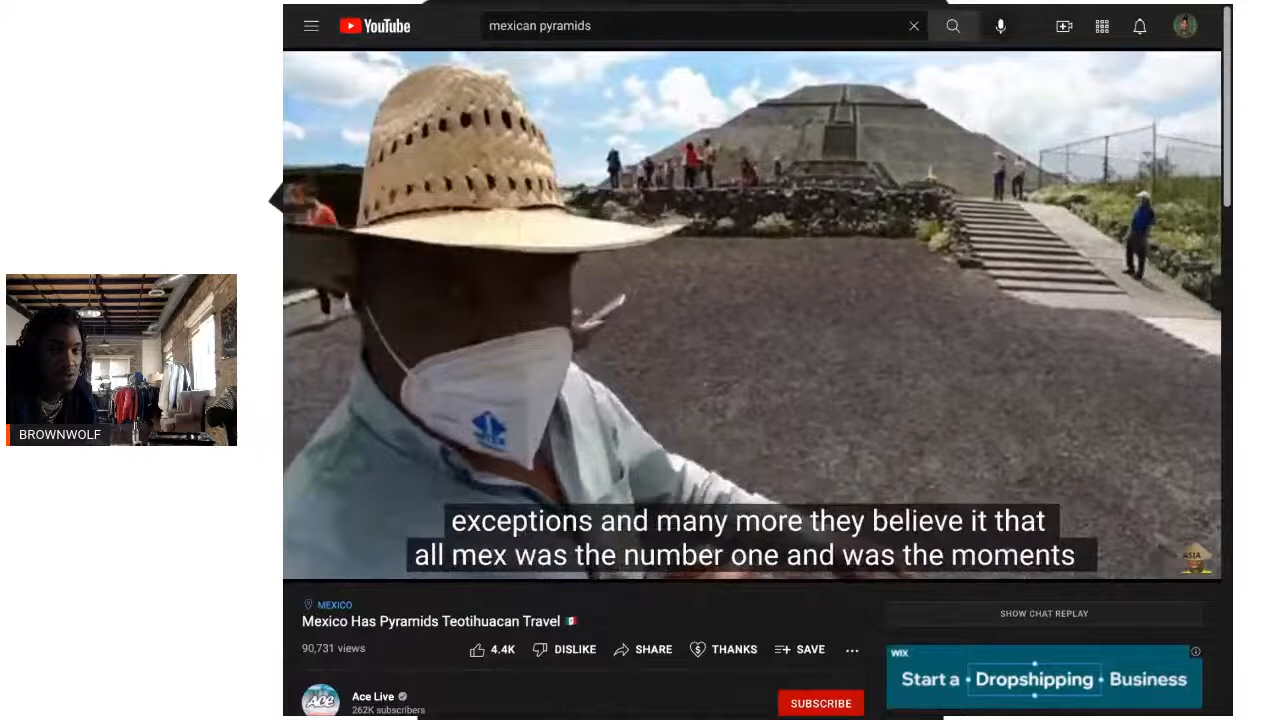 YouTube
mexican pyramids
exceptions and many more they believe it that
all mex was the number one and was the moments
ASIA
BROWNWOLF
MEXICO
Mexico Has Pyramids Teotihuacan Travel
90,731 views
4.4K
DISLIKE
SHARE
THANKS
SAVE
ACE
Ace Live
262K subscribers
SUBSCRIBE
SHOW CHAT REPLAY
WIX
Start a • Dropshipping • Business